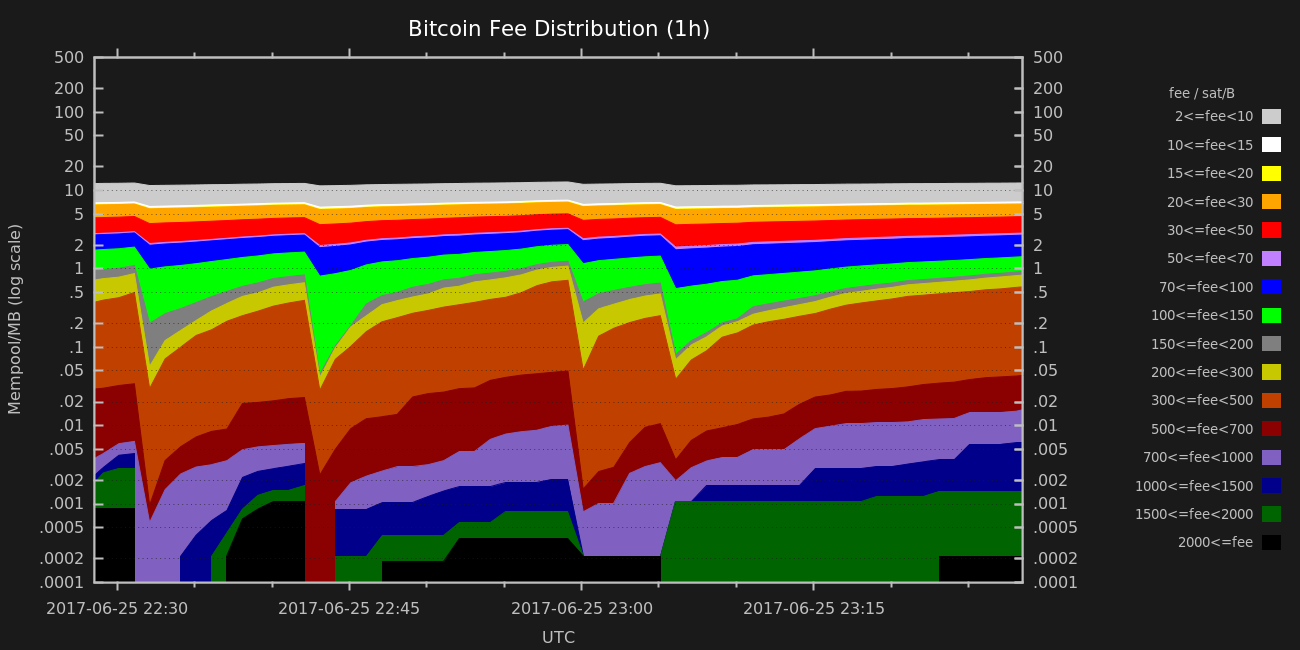 Bitcoin Fee Distribution (1h)
500
200
100
50
20
10
5
2
1
.5
.2
.1
.05
.02
.01
.005
.002
.001
.0005
.0002
.0001
Mempool/MB (log scale)
500
200
100
50
20
10
5
2
1
.5
.2
.1
.05
.02
.01
.005
.002
.001
.0005
.0002
.0001
2017-06-25 22:30
2017-06-25 22:45
2017-06-25 23:00
2017-06-25 23:15
UTC
fee / sat/B
2<=fee<10
10<=fee<15
15<=fee<20
20<=fee<30
30<=fee<50
50<=fee<70
70<=fee<100
100<=fee<150
150<=fee<200
200<=fee<300
300<=fee<500
500<=fee<700
700<=fee<1000
1000<=fee<1500
1500<=fee<2000
2000<=fee